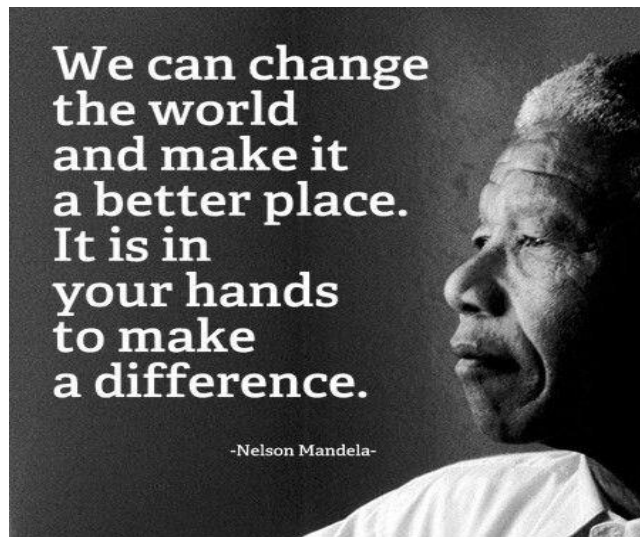 We can change
the world
and make it
a better place.
It is in
your hands
to make
a difference.
-Nelson Mandela-